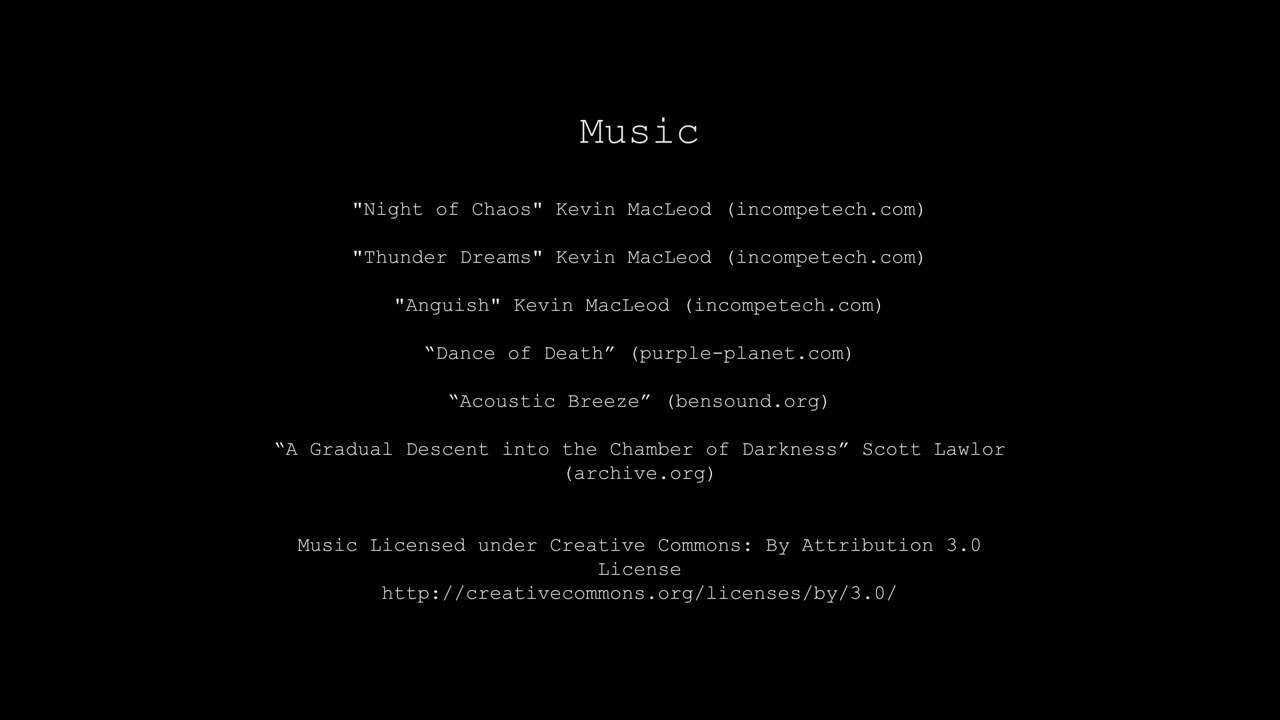 Music
"Night of Chaos" Kevin MacLeod (incompetech.com)
"Thunder Dreams" Kevin MacLeod (incompetech.com)
"Anguish" Kevin MacLeod (incompetech.com)
“Dance of Death” (purple-planet.com)
“Acoustic Breeze” (bensound.org)
“A Gradual Descent into the Chamber of Darkness” Scott Lawlor
(archive.org)
Music Licensed under Creative Commons: By Attribution 3.0
License
http://creativecommons.org/licenses/by/3.0/